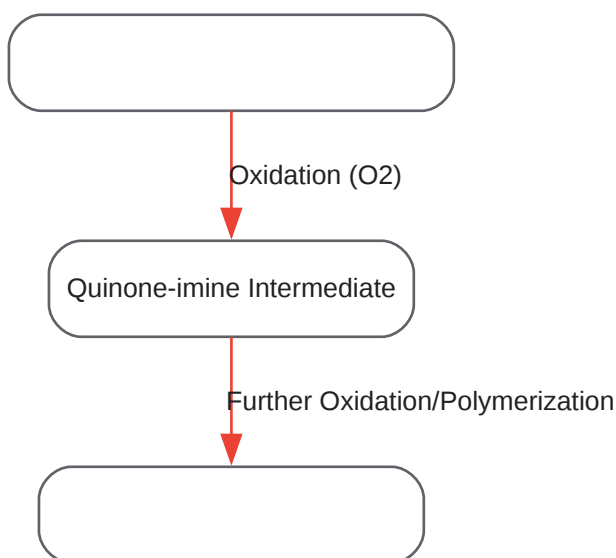 Oxidation (O2)
Quinone-imine Intermediate
Further Oxidation/Polymerization